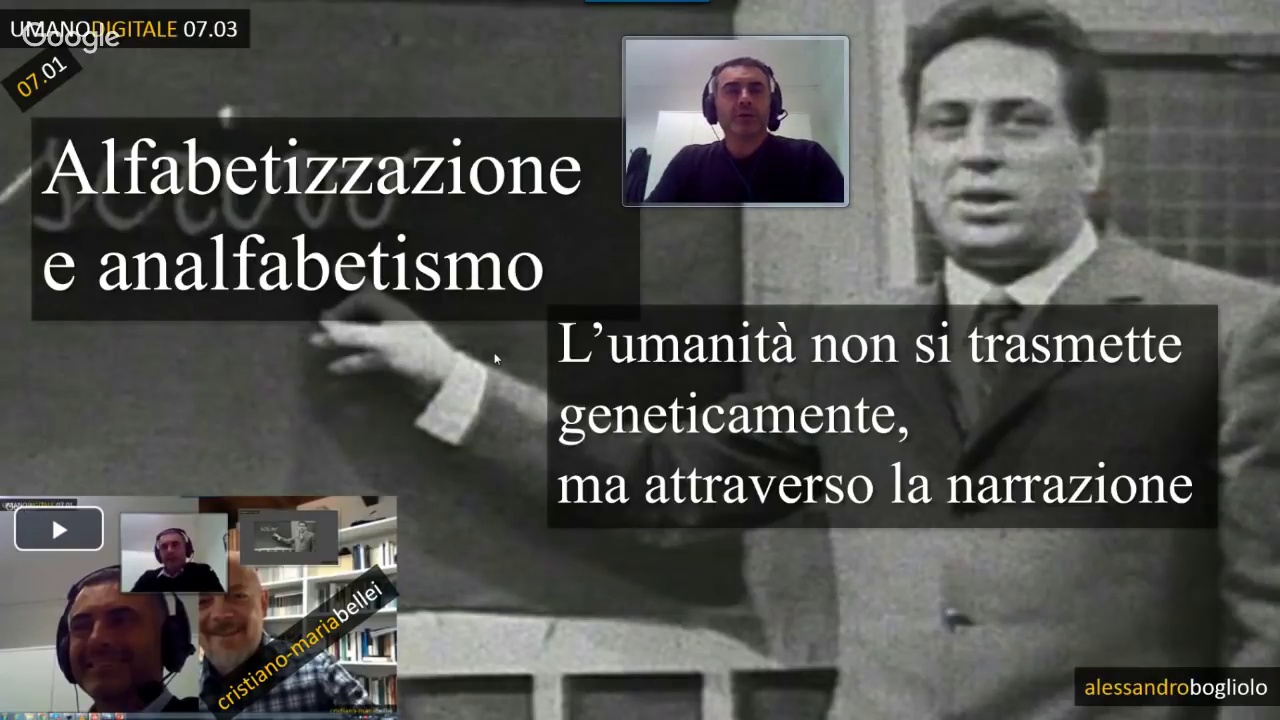 UMANODIGITALE 07.03
Google
07.01
Alfabetizzazione
e analfabetismo
L’umanità non si trasmette
geneticamente,
ma attraverso la narrazione
cristiano-mariabellei
alessandrobogliolo